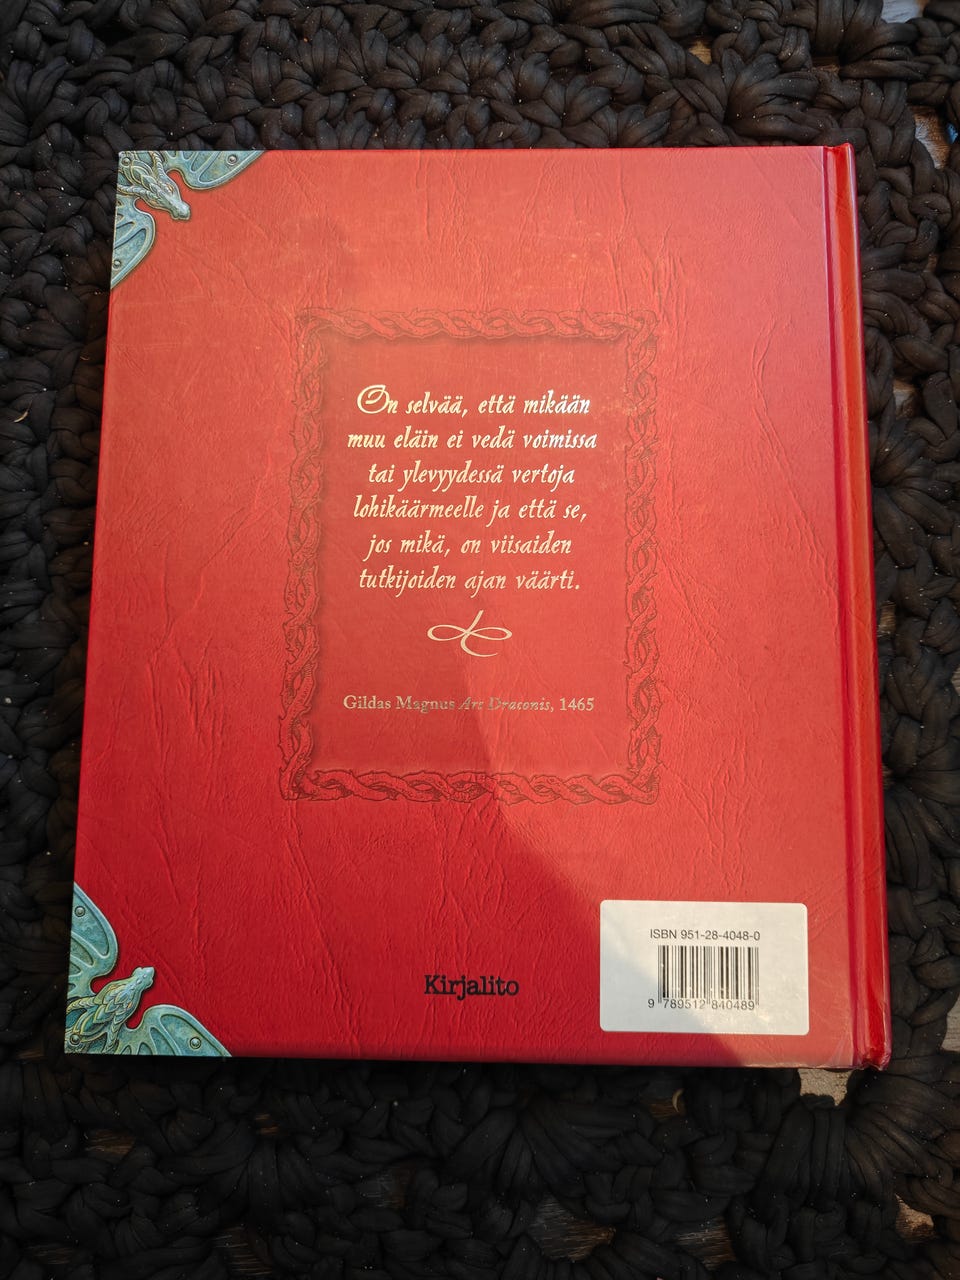 On selvää, että mikään
muu eläin ei vedä voimissa
tai ylevyydessä vertoja
lohikäärmeelle ja että se,
jos mikä, on viisaiden
tutkijoiden ajan väärti.
Gildas Magnus Ars Draconis, 1465
Kirjalito
ISBN 951-28-4048-0
9 789512 840489